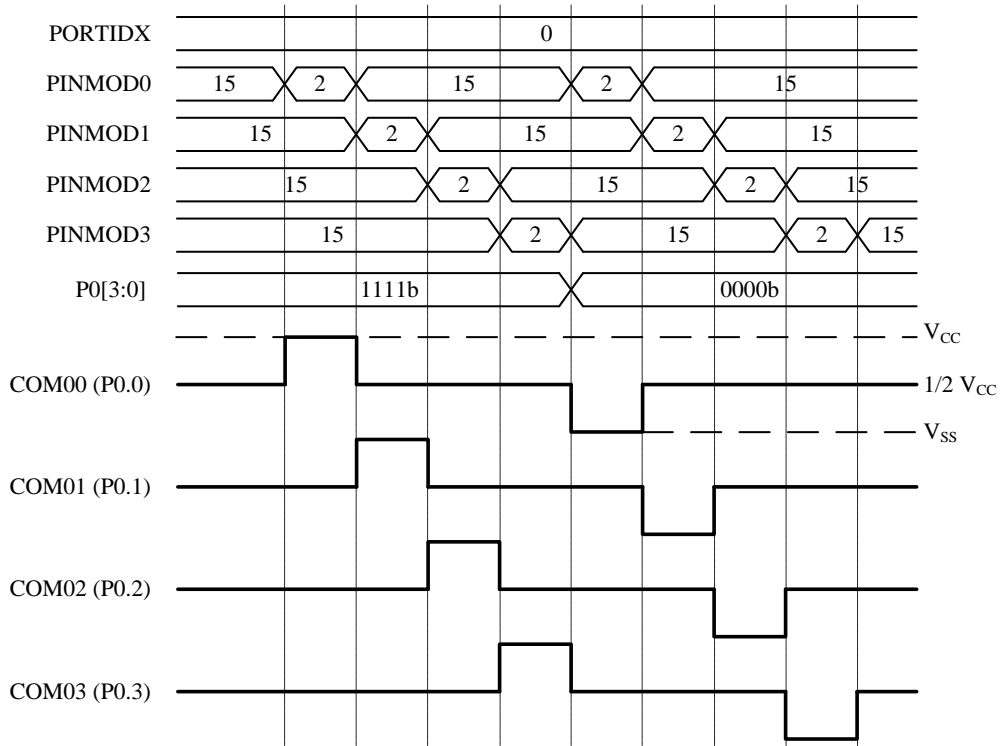 PORTIDX 0
PINMOD0 15 2 15 2 15
PINMOD1 15 2 15 2 15
PINMOD2 15 2 15 2 15
PINMOD3 15 2 15 2 15
P0[3:0] 1111b 0000b
VCC
COM00 (P0.0) 1/2 VCC
VSS
COM01 (P0.1)
COM02 (P0.2)
COM03 (P0.3)